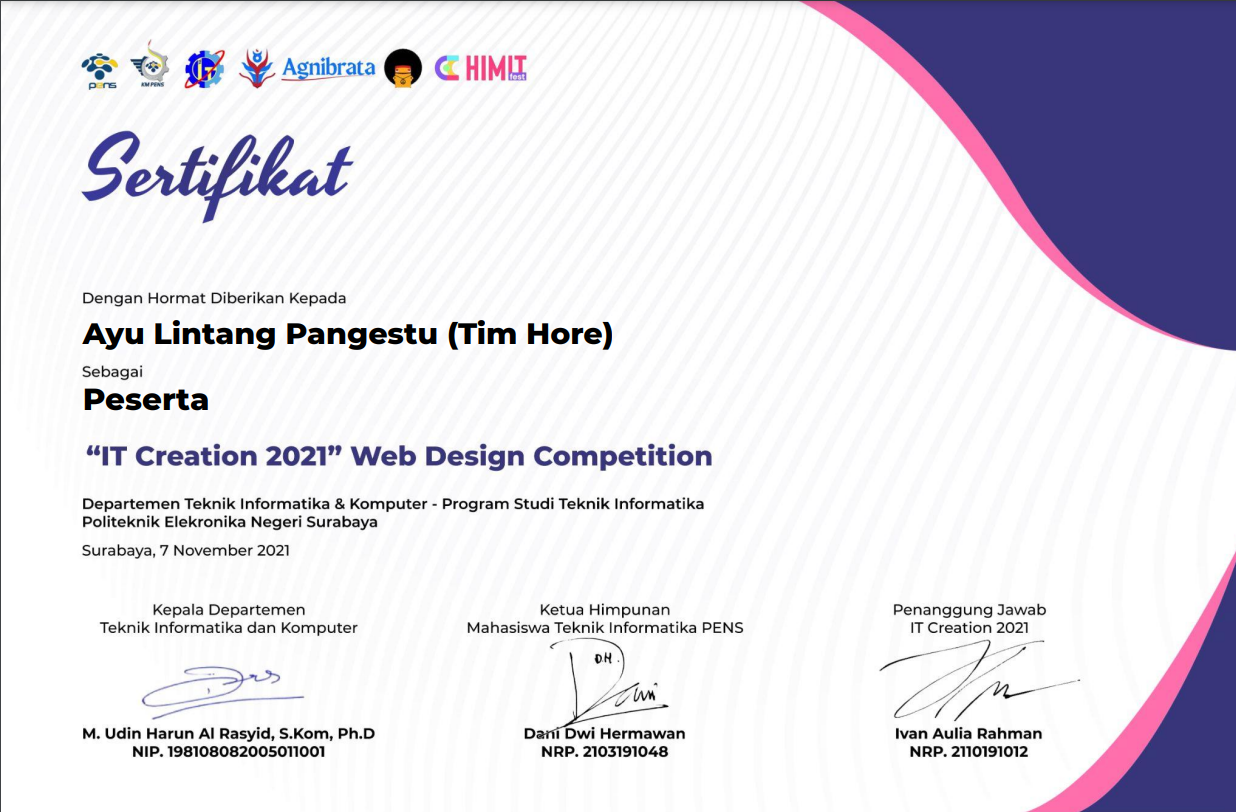 pens
KM PENS
Agnibrata
HIMIT
fest
Sertifikat
Dengan Hormat Diberikan Kepada
Ayu Lintang Pangestu (Tim Hore)
Sebagai
Peserta
“IT Creation 2021” Web Design Competition
Departemen Teknik Informatika & Komputer - Program Studi Teknik Informatika
Politeknik Elekronika Negeri Surabaya
Surabaya, 7 November 2021
Kepala Departemen
Teknik Informatika dan Komputer
M. Udin Harun Al Rasyid, S.Kom, Ph.D
NIP. 198108082005011001
Ketua Himpunan
Mahasiswa Teknik Informatika PENS
D.H.
Dani Dwi Hermawan
NRP. 2103191048
Penanggung Jawab
IT Creation 2021
Ivan Aulia Rahman
NRP. 2110191012